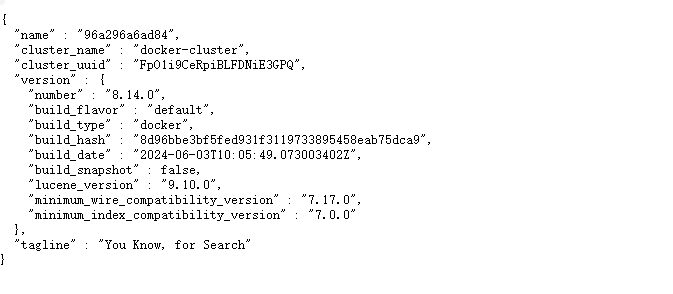 {
  "name" : "96a296a6ad84",
  "cluster_name" : "docker-cluster",
  "cluster_uuid" : "FpO1i9CeRpiBLFDNiE3GPQ",
  "version" : {
    "number" : "8.14.0",
    "build_flavor" : "default",
    "build_type" : "docker",
    "build_hash" : "8d96bbe3bf5fed931f3119733895458eab75dca9",
    "build_date" : "2024-06-03T10:05:49.073003402Z",
    "build_snapshot" : false,
    "lucene_version" : "9.10.0",
    "minimum_wire_compatibility_version" : "7.17.0",
    "minimum_index_compatibility_version" : "7.0.0"
  },
  "tagline" : "You Know, for Search"
}